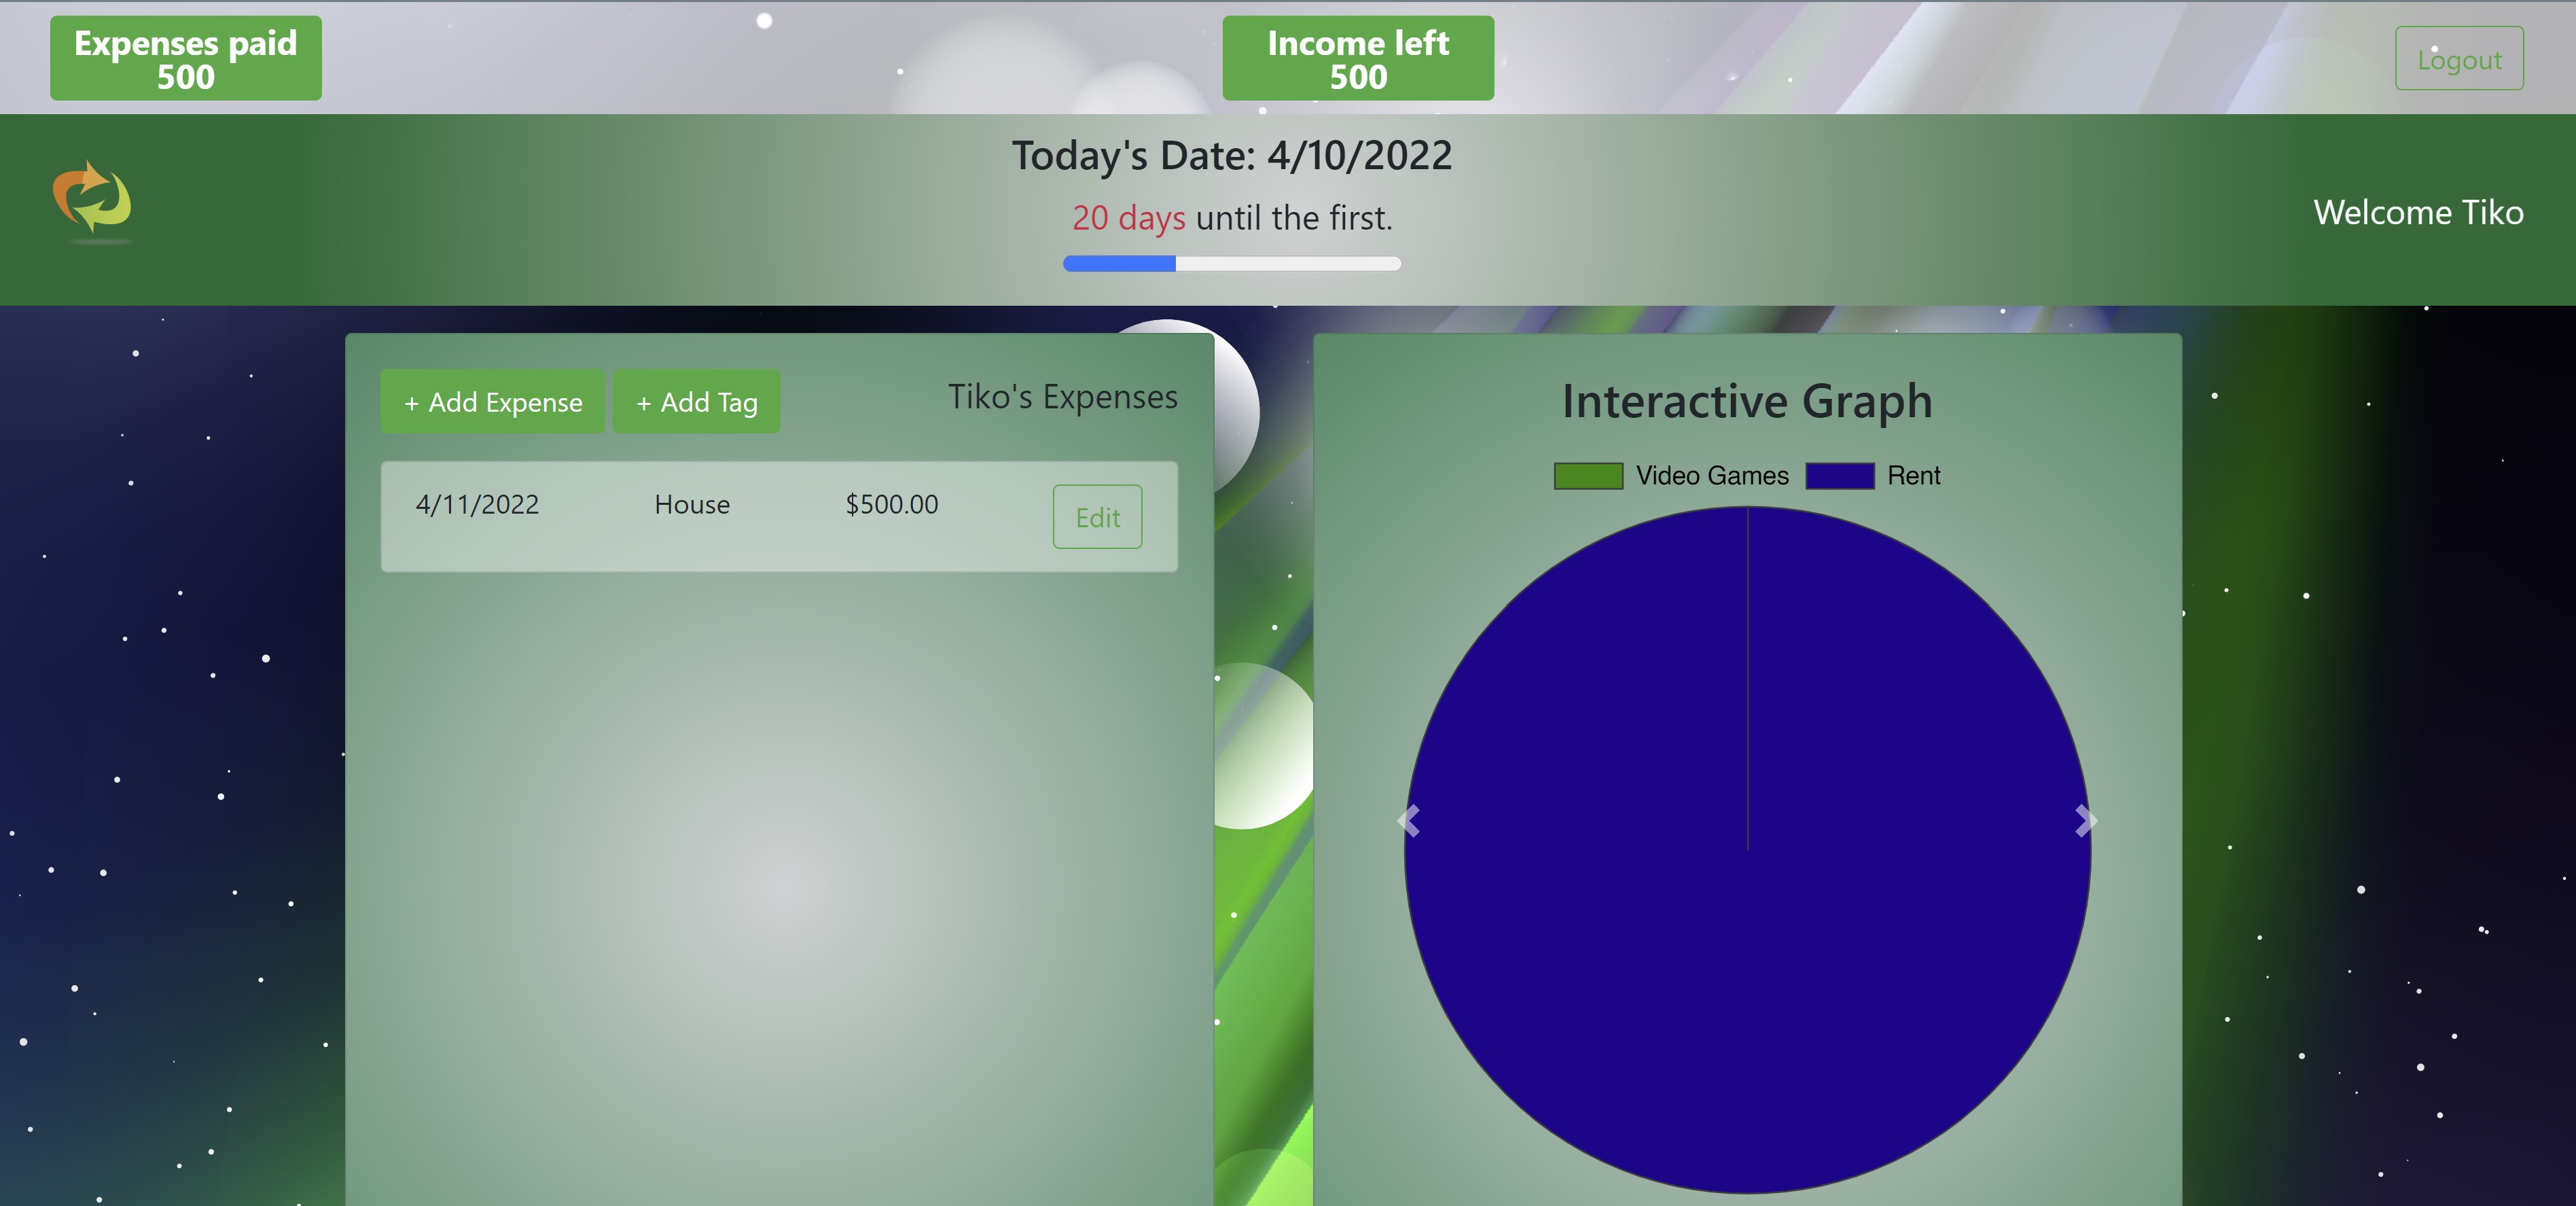 Expenses paid
500
Income left
500
Logout
Today's Date: 4/10/2022
20 days until the first.
Welcome Tiko
+ Add Expense
+ Add Tag
Tiko's Expenses
4/11/2022 House $500.00 Edit
Interactive Graph
Video Games Rent